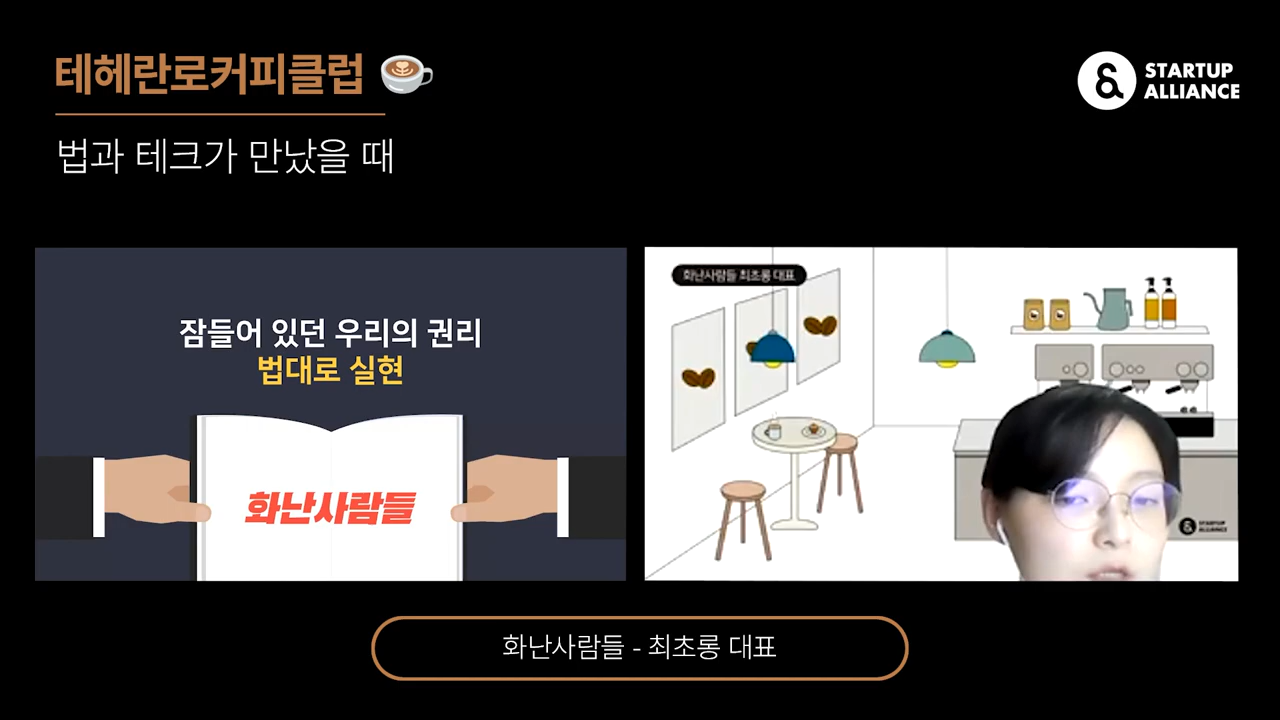 테헤란로커피클럽
STARTUP
ALLIANCE
법과 테크가 만났을 때
잠들어 있던 우리의 권리
법대로 실현
화난사람들
화난사람들 최초롱 대표
STARTUP
ALLIANCE
화난사람들 - 최초롱 대표